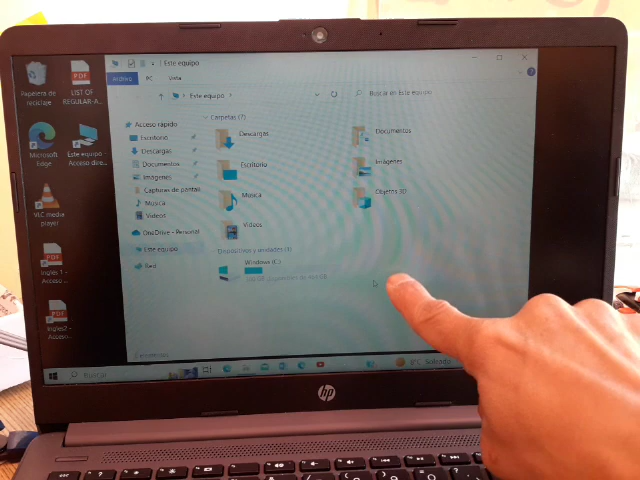 Este equipo
Archivo
PC
Vista
Este equipo
Buscar en Este equipo
Papelera de
reciclaje
LIST OF
REGULAR-A...
Microsoft
Edge
Este equipo -
Acceso dire...
VLC media
player
Ingles 1 -
Acceso...
Ingles2 -
Acceso...
Acceso rápido
Escritorio
Descargas
Documentos
Imágenes
Capturas de pantall
Música
Videos
OneDrive - Personal
Este equipo
Red
Carpetas (7)
Descargas
Documentos
Escritorio
Imágenes
Música
Objetos 3D
Videos
Dispositivos y unidades (1)
Windows (C:)
Buscar
Soleado
hp
esc